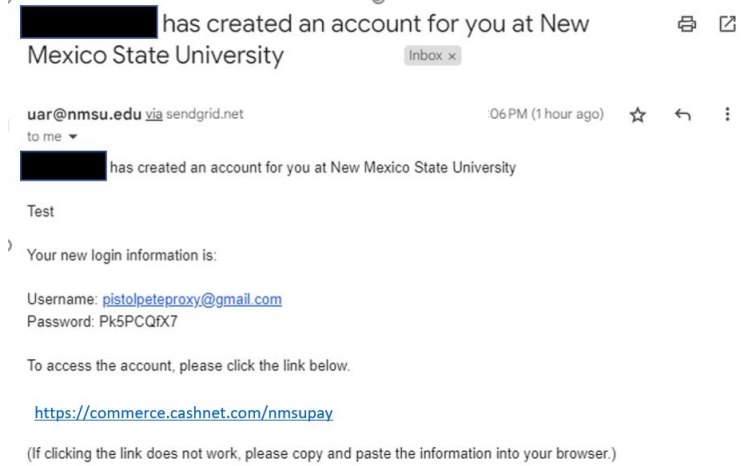 has created an account for you at New
Mexico State University Inbox ×
uar@nmsu.edu via sendgrid.net :06 PM (1 hour ago)
to me
has created an account for you at New Mexico State University
Test
Your new login information is:
Username: pistolpeteproxy@gmail.com
Password: Pk5PCQfX7
To access the account, please click the link below.
https://commerce.cashnet.com/nmsupay
(If clicking the link does not work, please copy and paste the information into your browser.)